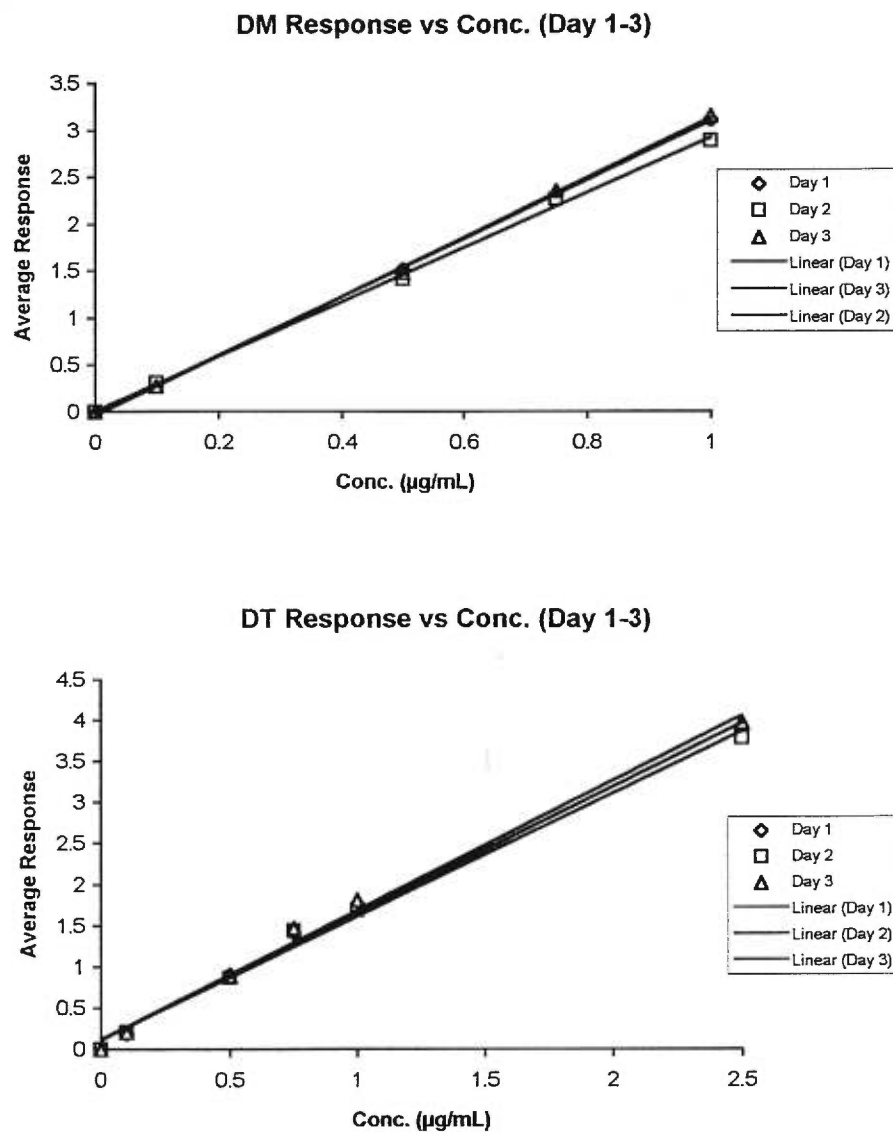 DM Response vs Conc. (Day 1-3)
3.5
3
2.5
2
1.5
1
0.5
0
Average Response
0
0.2
0.4
0.6
0.8
1
Conc. (µg/mL)
Day 1
Day 2
Day 3
Linear (Day 1)
Linear (Day 3)
Linear (Day 2)
DT Response vs Conc. (Day 1-3)
4.5
4
3.5
3
2.5
2
1.5
1
0.5
0
Average Response
0
0.5
1
1.5
2
2.5
Conc. (µg/mL)
Day 1
Day 2
Day 3
Linear (Day 1)
Linear (Day 2)
Linear (Day 3)